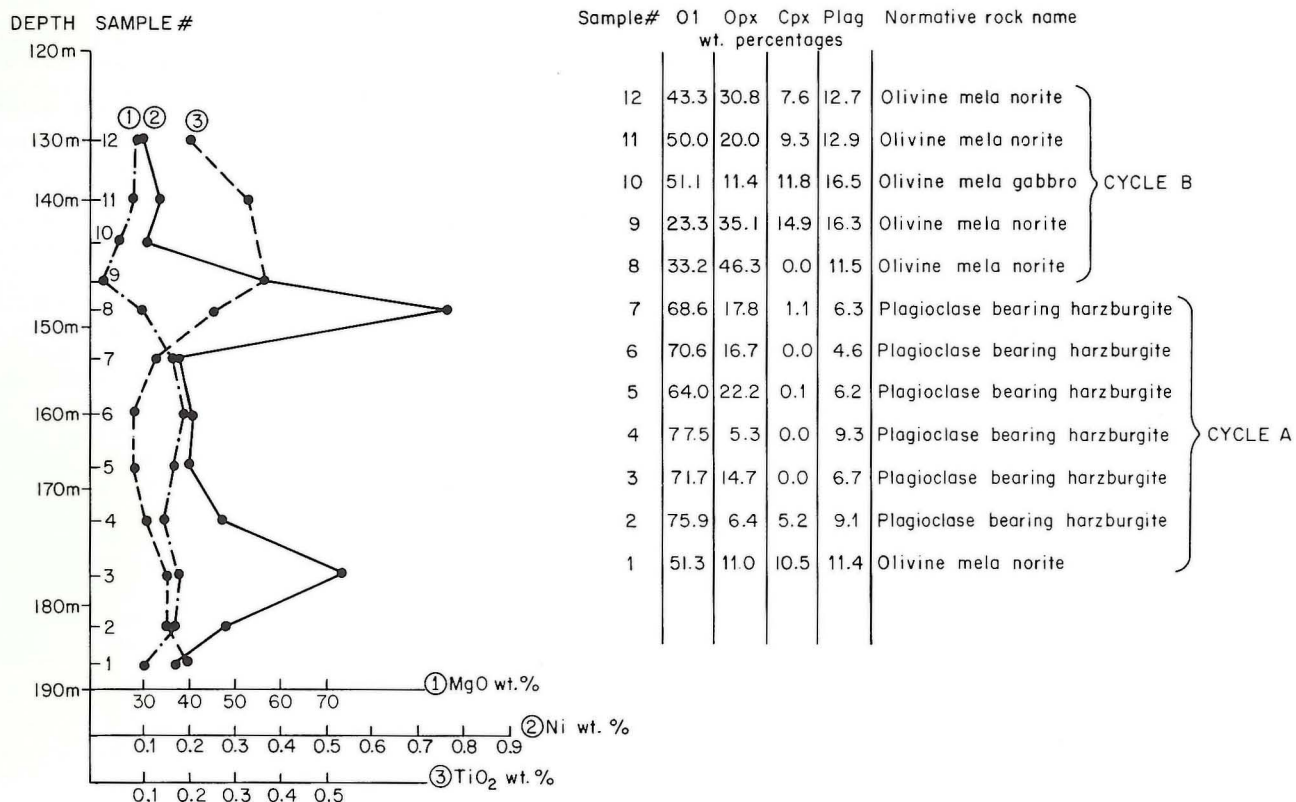 DEPTH SAMPLE #
120m
① ② ③
130m 12
140m 11
10
9
8
150m
7
160m 6
5
170m
4
3
180m
2
1
190m
① MgO wt.%
30 40 50 60 70
② Ni wt. %
0.1 0.2 0.3 0.4 0.5 0.6 0.7 0.8 0.9
③ TiO₂ wt.%
0.1 0.2 0.3 0.4 0.5
Sample# Ol Opx Cpx Plag Normative rock name
wt. percentages
12 43.3 30.8 7.6 12.7 Olivine mela norite
11 50.0 20.0 9.3 12.9 Olivine mela norite
10 51.1 11.4 11.8 16.5 Olivine mela gabbro
9 23.3 35.1 14.9 16.3 Olivine mela norite
8 33.2 46.3 0.0 11.5 Olivine mela norite
CYCLE B
7 68.6 17.8 1.1 6.3 Plagioclase bearing harzburgite
6 70.6 16.7 0.0 4.6 Plagioclase bearing harzburgite
5 64.0 22.2 0.1 6.2 Plagioclase bearing harzburgite
4 77.5 5.3 0.0 9.3 Plagioclase bearing harzburgite
3 71.7 14.7 0.0 6.7 Plagioclase bearing harzburgite
2 75.9 6.4 5.2 9.1 Plagioclase bearing harzburgite
1 51.3 11.0 10.5 11.4 Olivine mela norite
CYCLE A